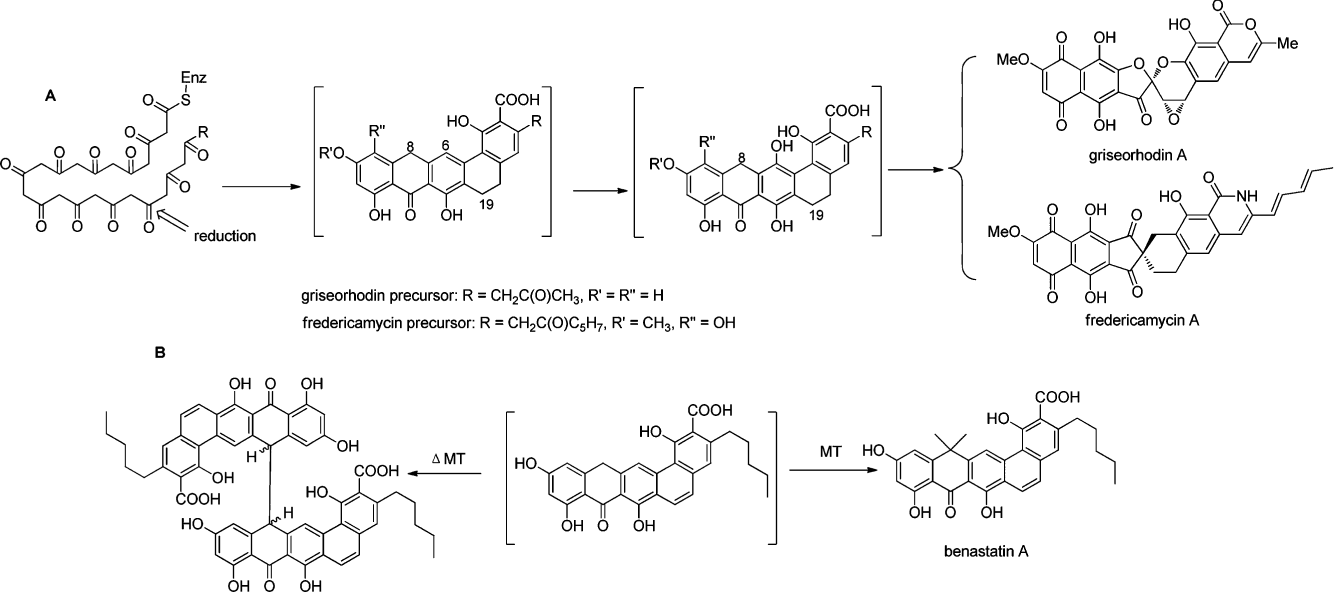 A
Enz
S
O
O
O
O
O
O
R
O
O
O
O
O
O
reduction
COOH
HO
R
R"
R'O
8
6
OH
O
OH
19
COOH
HO
R
R"
OH
R'O
8
OH
O
OH
19
O
HO
O
Me
O
OH
O
O
MeO
O
OH
O
O
griseorhodin A
O
HO
NH
O
OH
O
MeO
O
OH
O
fredericamycin A
griseorhodin precursor: R = CH2C(O)CH3, R' = R" = H
fredericamycin precursor: R = CH2C(O)C5H7, R' = CH3, R" = OH
B
OH
O
OH
OH
OH
H
COOH
COOH
HO
H
HO
OH
O
OH
Δ MT
COOH
HO
HO
OH
O
OH
MT
COOH
HO
HO
OH
O
OH
benastatin A